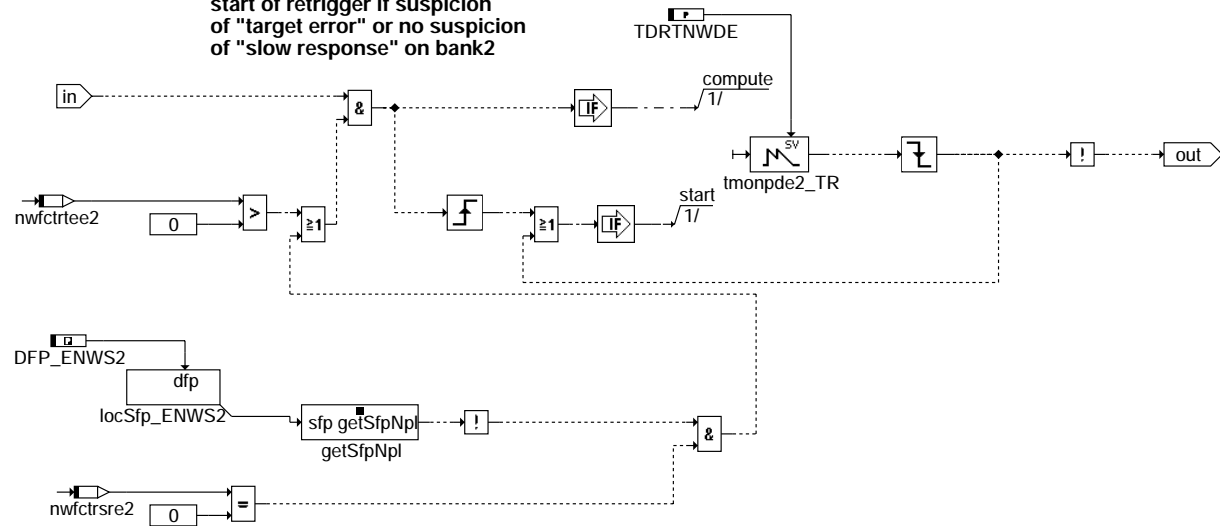 start of retrigger if suspicion
of "target error" or no suspicion
of "slow response" on bank2
P
TDRTNWDE
in
&
IF
compute
1/
SV
tmonpde2_TR
!
out
nwfctrtee2
>
0
≥1
≥1
IF
start
1/
P
DFP_ENWS2
dfp
locSfp_ENWS2
sfp getSfpNpl
getSfpNpl
!
&
nwfctrsre2
=
0